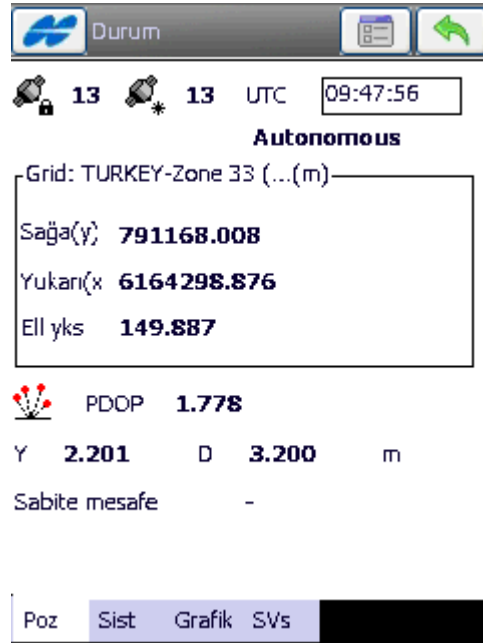 Durum
13 13 UTC 09:47:56
Autonomous
Grid: TURKEY-Zone 33 (...(m)
Sağa(y) 791168.008
Yukarı(x 6164298.876
Ell yks 149.887
PDOP 1.778
Y 2.201 D 3.200 m
Sabite mesafe -
Poz Sist Grafik SVs